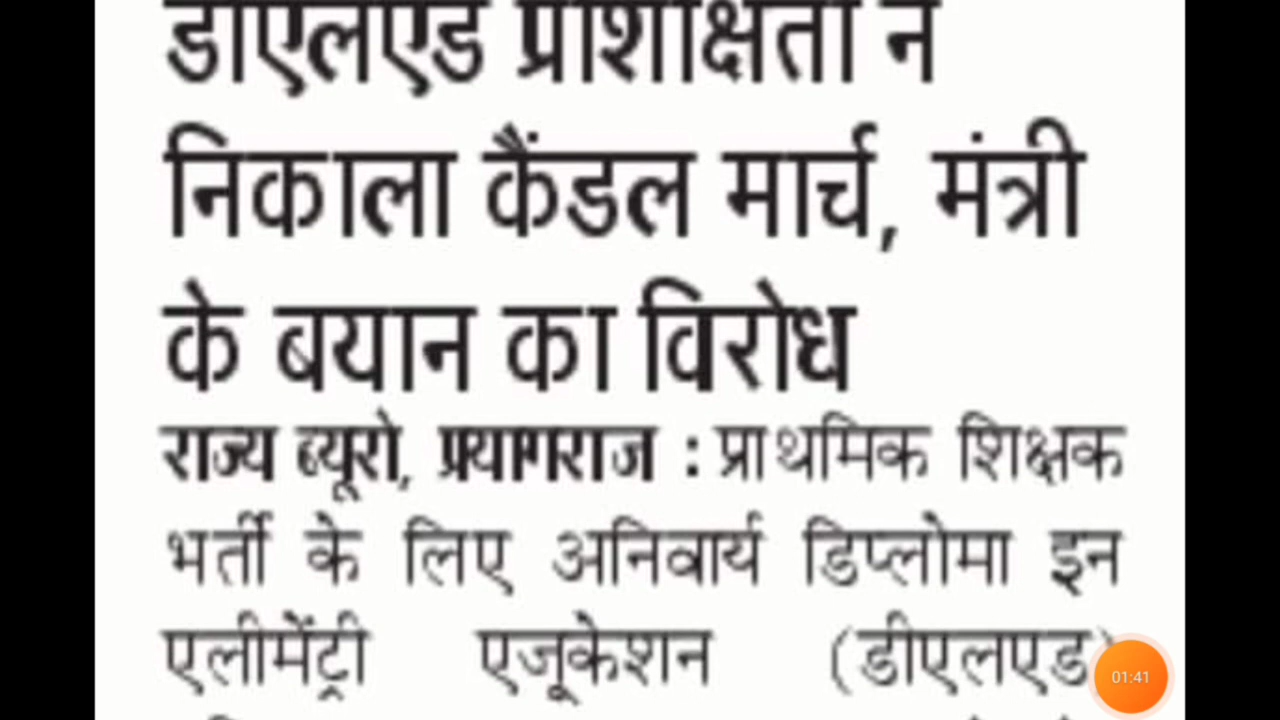 डीएलएड प्रशिक्षितों ने
निकाला कैंडल मार्च, मंत्री
के बयान का विरोध
राज्य ब्यूरो, प्रयागराज : प्राथमिक शिक्षक
भर्ती के लिए अनिवार्य डिप्लोमा इन
एलीमेंट्री एजूकेशन (डीएलएड)
01:41